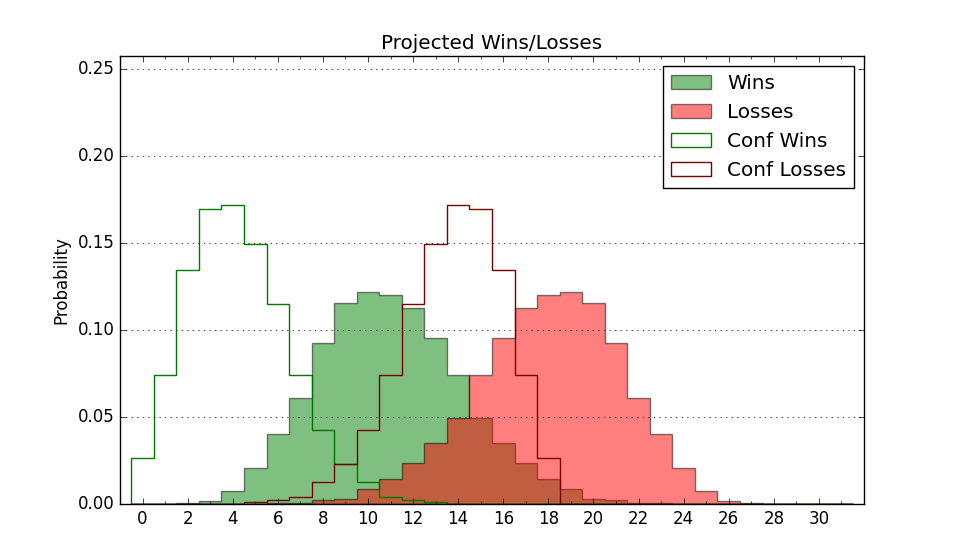 Projected Wins/Losses
0.25
0.20
0.15
0.10
0.05
0.00
Probability
Wins
Losses
Conf Wins
Conf Losses
0 2 4 6 8 10 12 14 16 18 20 22 24 26 28 30